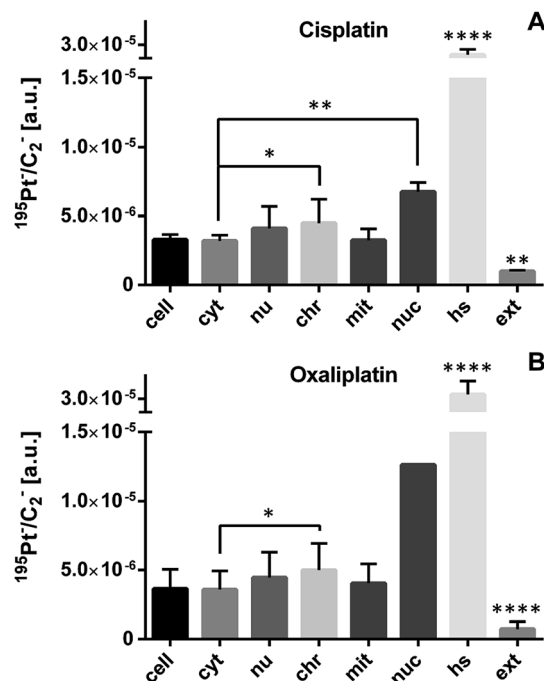 A
Cisplatin
¹⁹⁵Pt⁻/C₂⁻ [a.u.]
3.0×10⁻⁵
1.5×10⁻⁵
1.0×10⁻⁵
5.0×10⁻⁶
0
****
**
*
**
cell cyt nu chr mit nuc hs ext
B
Oxaliplatin
¹⁹⁵Pt⁻/C₂⁻ [a.u.]
3.0×10⁻⁵
1.5×10⁻⁵
1.0×10⁻⁵
5.0×10⁻⁶
0
****
*
****
cell cyt nu chr mit nuc hs ext